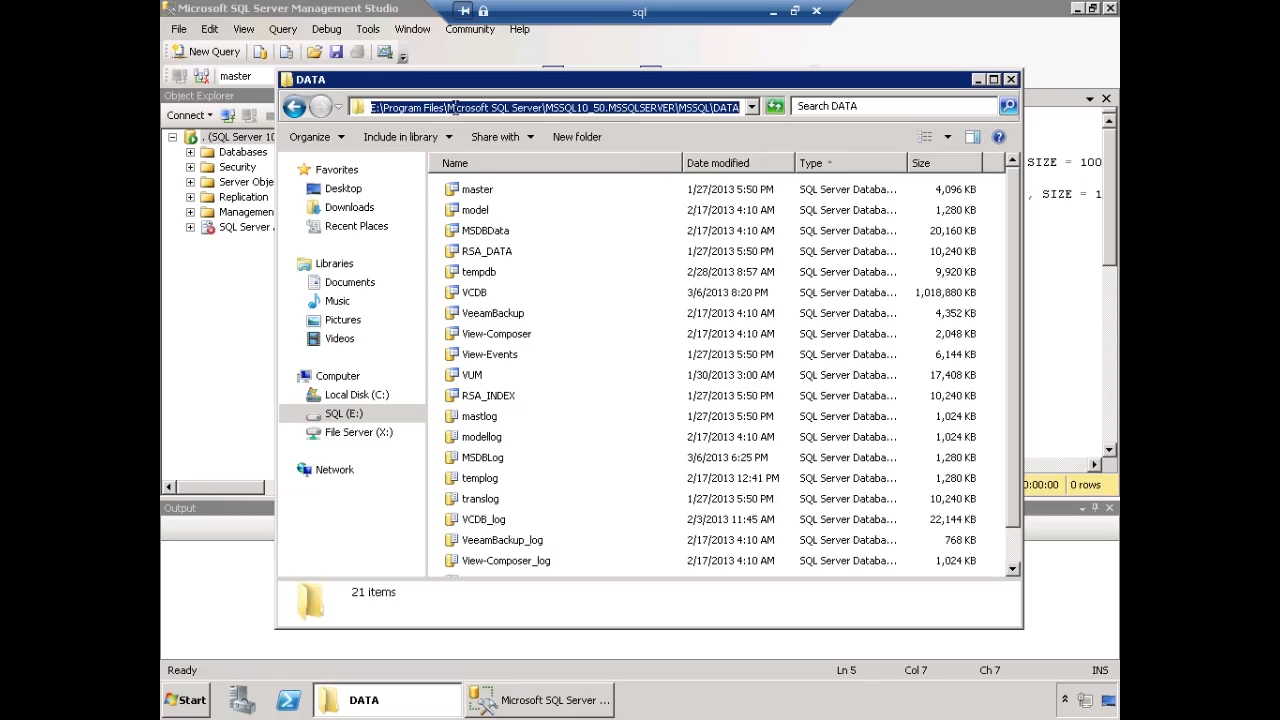 Microsoft SQL Server Management Studio
sql
File Edit View Query Debug Tools Window Community Help
New Query
master
Object Explorer
Connect
. (SQL Server 10
Databases
Security
Server Obje
Replication
Managemen
SQL Server
DATA
E:\Program Files\Microsoft SQL Server\MSSQL10_50.MSSQLSERVER\MSSQL\DATA
Search DATA
Organize Include in library Share with New folder
Favorites
Desktop
Downloads
Recent Places
Libraries
Documents
Music
Pictures
Videos
Computer
Local Disk (C:)
SQL (E:)
File Server (X:)
Network
Name Date modified Type Size
master 1/27/2013 5:50 PM SQL Server Databa... 4,096 KB
model 2/17/2013 4:10 AM SQL Server Databa... 1,280 KB
MSDBData 2/17/2013 4:10 AM SQL Server Databa... 20,160 KB
RSA_DATA 1/27/2013 5:50 PM SQL Server Databa... 10,240 KB
tempdb 2/28/2013 8:57 AM SQL Server Databa... 9,920 KB
VCDB 3/6/2013 8:20 PM SQL Server Databa... 1,018,880 KB
VeeamBackup 2/17/2013 4:10 AM SQL Server Databa... 4,352 KB
View-Composer 2/17/2013 4:10 AM SQL Server Databa... 2,048 KB
View-Events 1/27/2013 5:50 PM SQL Server Databa... 6,144 KB
VUM 1/30/2013 3:00 AM SQL Server Databa... 17,408 KB
RSA_INDEX 1/27/2013 5:50 PM SQL Server Databa... 10,240 KB
mastlog 1/27/2013 5:50 PM SQL Server Databa... 1,024 KB
modellog 2/17/2013 4:10 AM SQL Server Databa... 1,024 KB
MSDBLog 3/6/2013 6:25 PM SQL Server Databa... 1,280 KB
templog 2/17/2013 12:41 PM SQL Server Databa... 1,280 KB
translog 1/27/2013 5:50 PM SQL Server Databa... 10,240 KB
VCDB_log 2/3/2013 11:45 AM SQL Server Databa... 22,144 KB
VeeamBackup_log 2/17/2013 4:10 AM SQL Server Databa... 768 KB
View-Composer_log 2/17/2013 4:10 AM SQL Server Databa... 1,024 KB
21 items
SIZE = 100
, SIZE = 1
0:00:00 0 rows
Output
Ready Ln 5 Col 7 Ch 7 INS
Start DATA Microsoft SQL Server ...